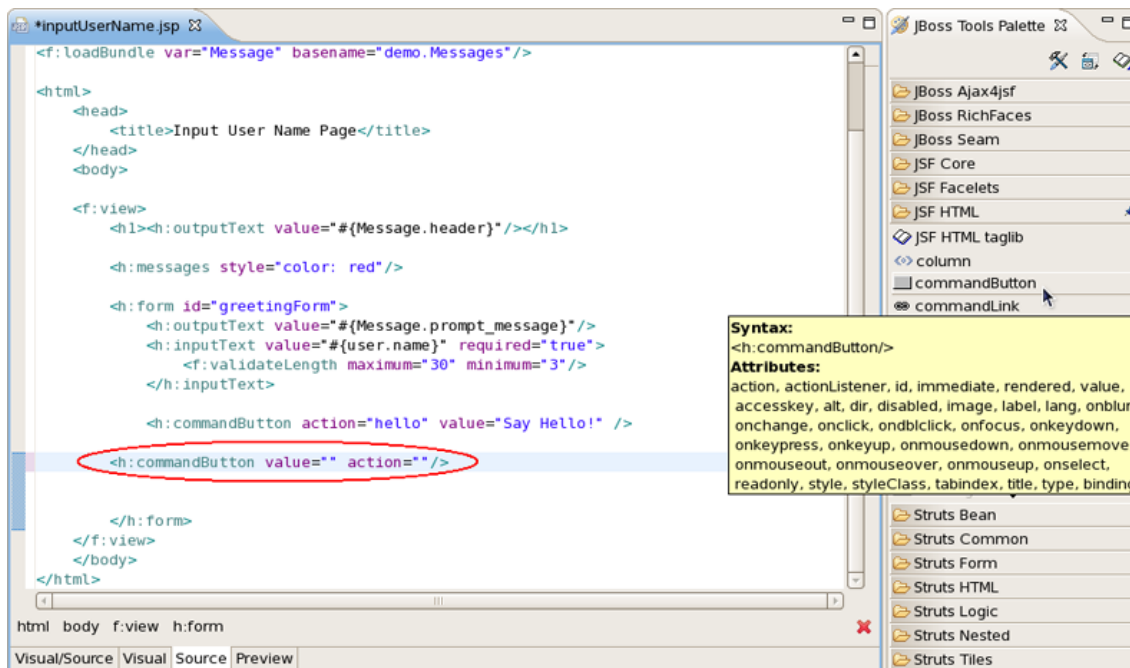 *inputUserName.jsp
<f:loadBundle var="Message" basename="demo.Messages"/>
<html>
<head>
<title>Input User Name Page</title>
</head>
<body>
<f:view>
<h1><h:outputText value="#{Message.header}"/></h1>
<h:messages style="color: red"/>
<h:form id="greetingForm">
<h:outputText value="#{Message.prompt_message}"/>
<h:inputText value="#{user.name}" required="true">
<f:validateLength maximum="30" minimum="3"/>
</h:inputText>
<h:commandButton action="hello" value="Say Hello!" />
<h:commandButton value="" action=""/>
</h:form>
</f:view>
</body>
</html>
html body f:view h:form
Visual/Source Visual Source Preview
JBoss Tools Palette
JBoss Ajax4jsf
JBoss RichFaces
JBoss Seam
JSF Core
JSF Facelets
JSF HTML
JSF HTML taglib
column
commandButton
commandLink
Syntax:
<h:commandButton/>
Attributes:
action, actionListener, id, immediate, rendered, value,
accesskey, alt, dir, disabled, image, label, lang, onblur
onchange, onclick, ondblclick, onfocus, onkeydown,
onkeypress, onkeyup, onmousedown, onmousemove
onmouseout, onmouseover, onmouseup, onselect,
readonly, style, styleClass, tabindex, title, type, binding
Struts Bean
Struts Common
Struts Form
Struts HTML
Struts Logic
Struts Nested
Struts Tiles